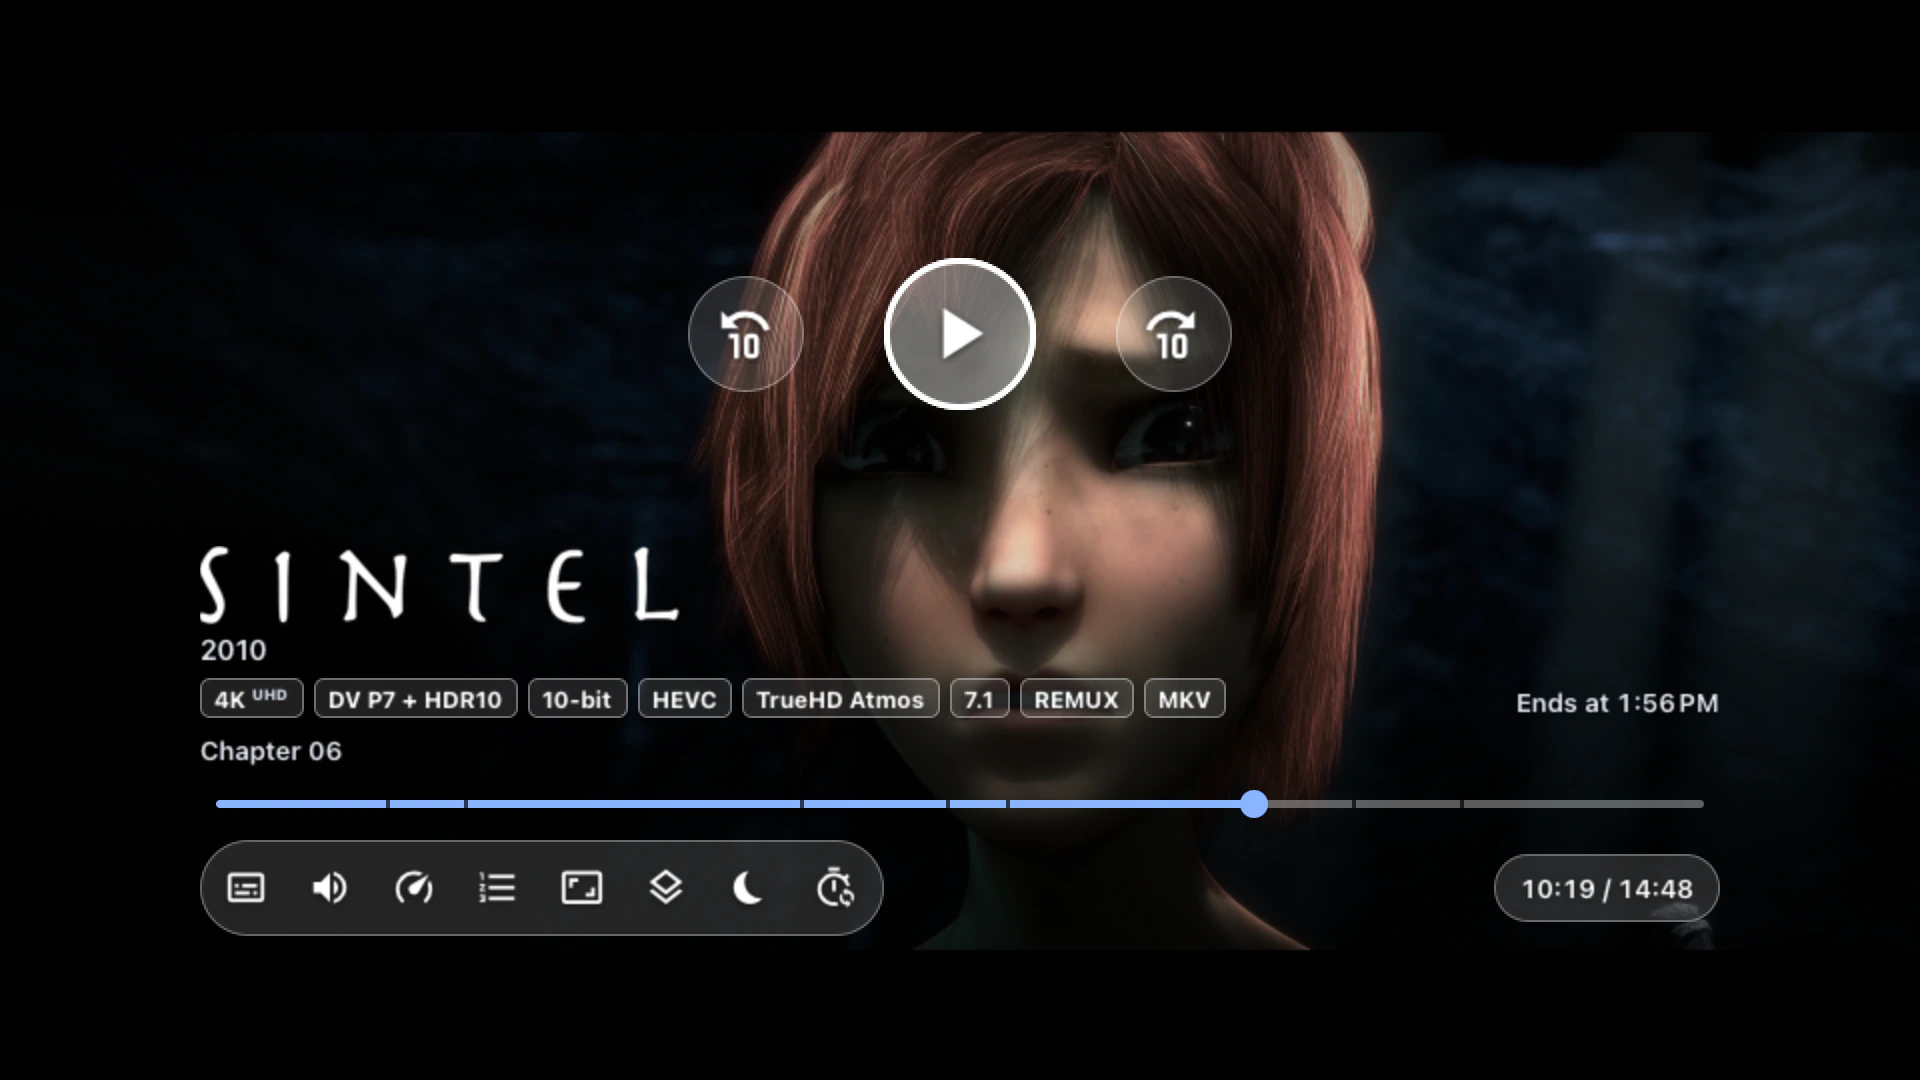 10
10
SINTEL
2010
4K UHD DV P7 + HDR10 10-bit HEVC TrueHD Atmos 7.1 REMUX MKV
Ends at 1:56 PM
Chapter 06
10:19 / 14:48